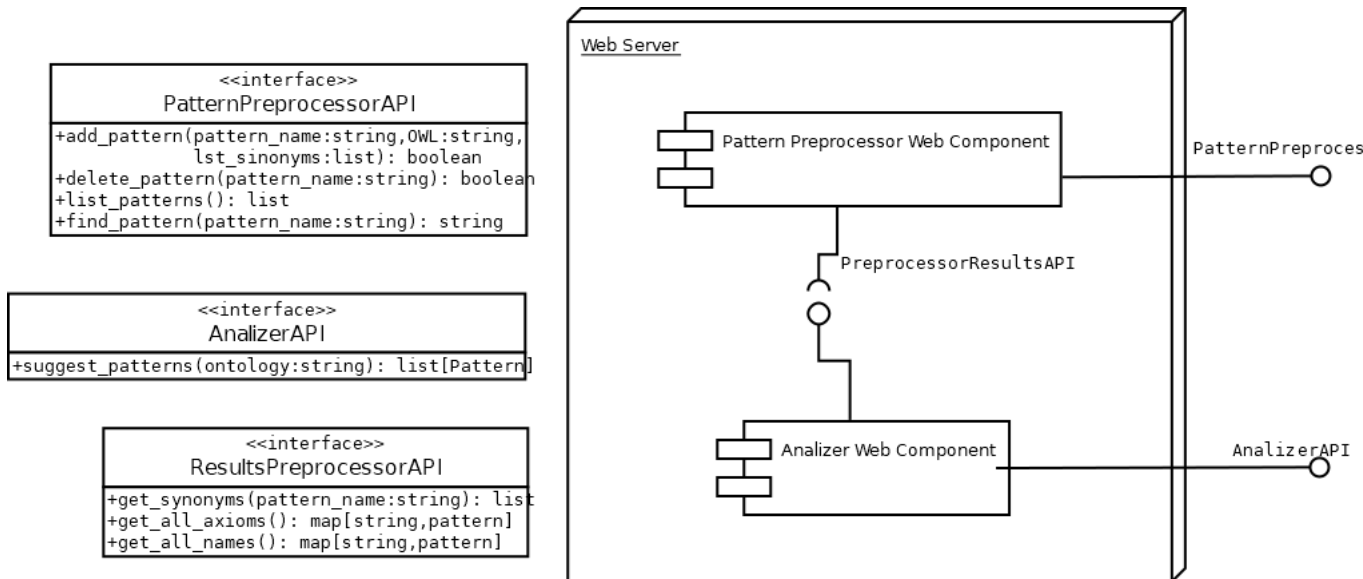 <<interface>>
PatternPreprocessorAPI
+add_pattern(pattern_name:string,OWL:string,
lst_sinonyms:list): boolean
+delete_pattern(pattern_name:string): boolean
+list_patterns(): list
+find_pattern(pattern_name:string): string
<<interface>>
AnalizerAPI
+suggest_patterns(ontology:string): list[Pattern]
<<interface>>
ResultsPreprocessorAPI
+get_synonyms(pattern_name:string): list
+get_all_axioms(): map[string,pattern]
+get_all_names(): map[string,pattern]
Web Server
Pattern Preprocessor Web Component
PatternPreproces
PreprocessorResultsAPI
Analizer Web Component
AnalizerAPI